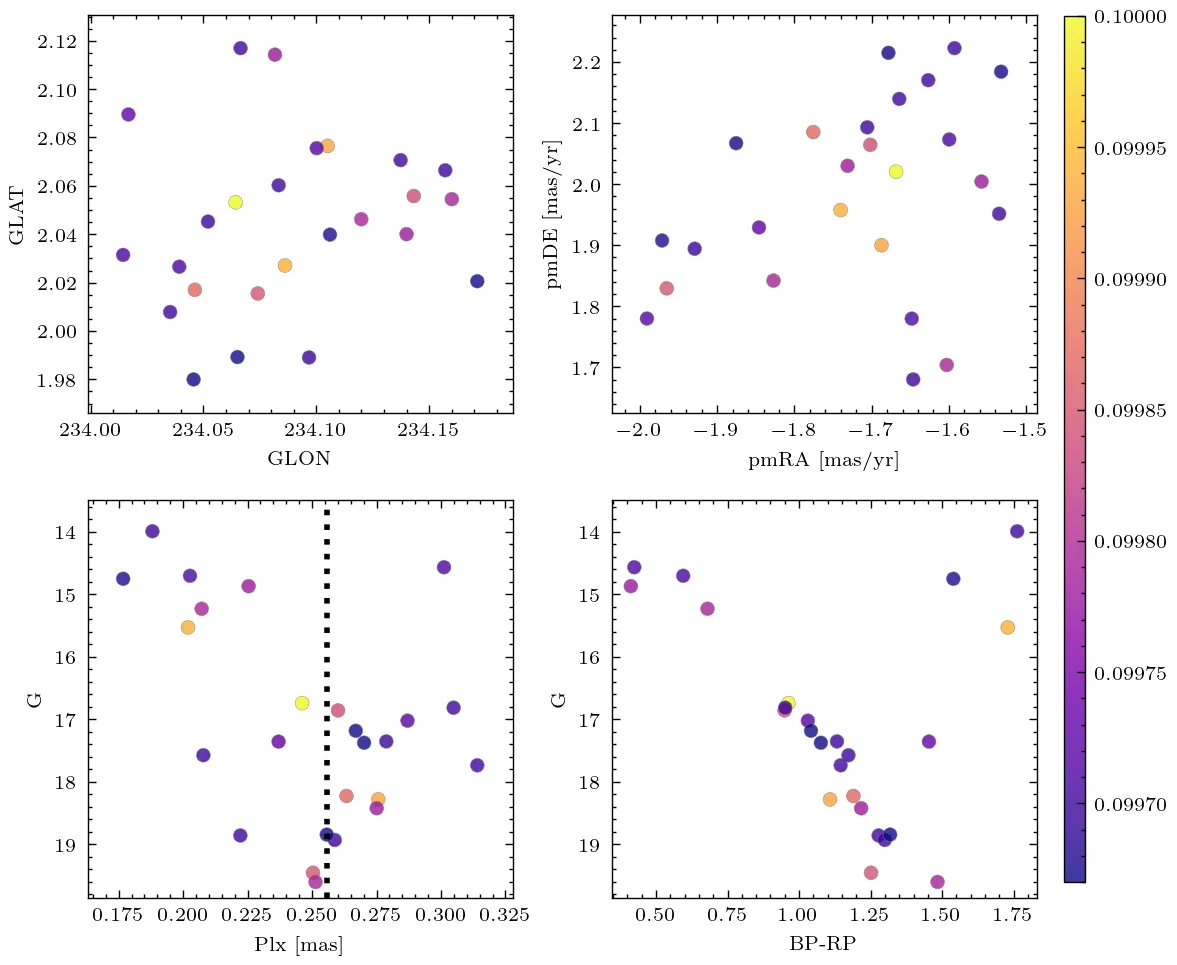 2.12
2.10
2.08
2.06
2.04
2.02
2.00
1.98
GLAT
234.00 234.05 234.10 234.15
GLON
2.2
2.1
2.0
1.9
1.8
1.7
pmDE [mas/yr]
−2.0 −1.9 −1.8 −1.7 −1.6 −1.5
pmRA [mas/yr]
14
15
16
17
18
19
G
0.175 0.200 0.225 0.250 0.275 0.300 0.325
Plx [mas]
14
15
16
17
18
19
G
0.50 0.75 1.00 1.25 1.50 1.75
BP-RP
0.10000
0.09995
0.09990
0.09985
0.09980
0.09975
0.09970